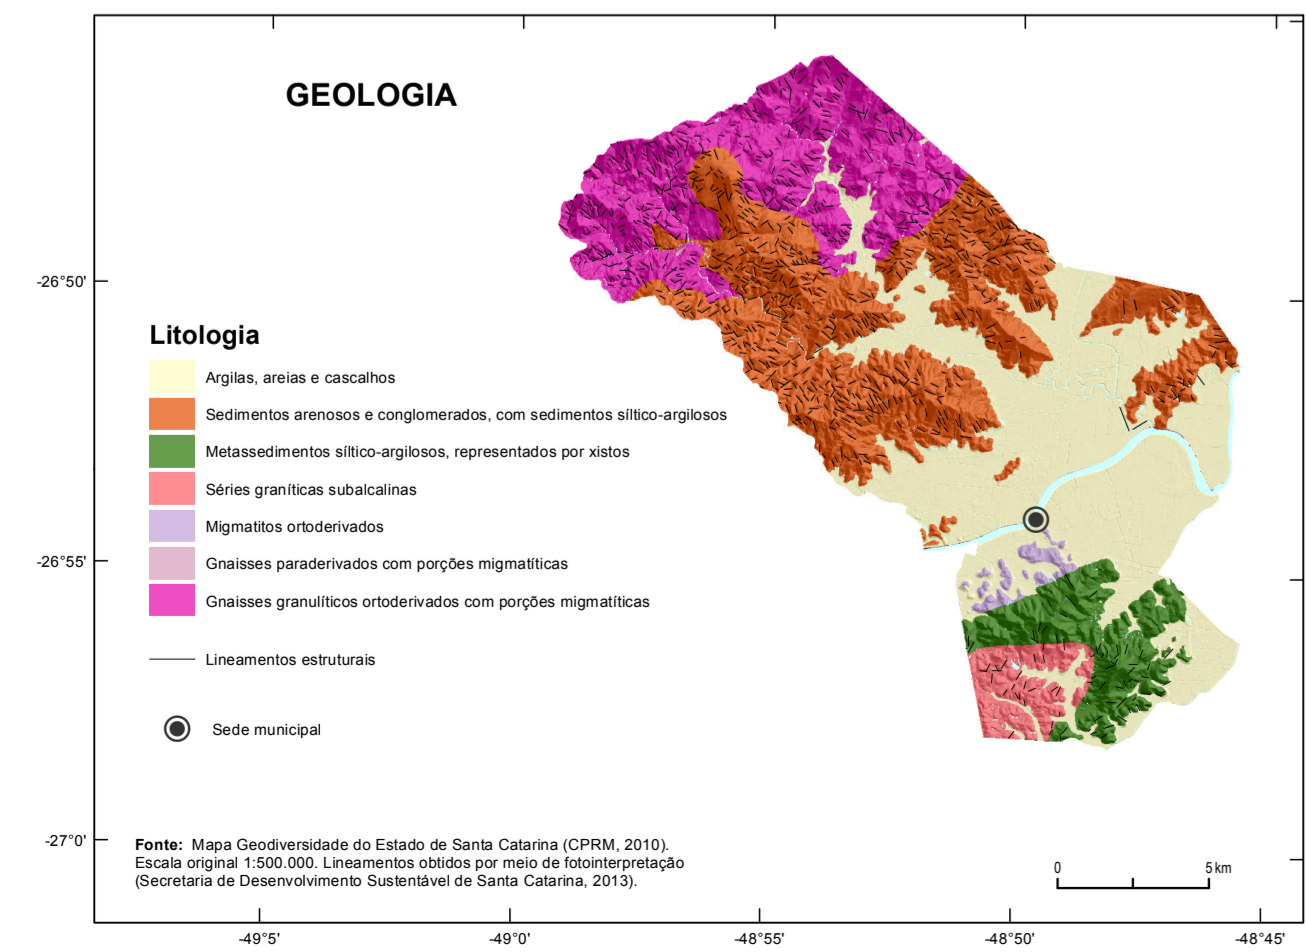 GEOLOGIA
-26°50'
-26°55'
-27°0'
Litologia
Argilas, areias e cascalhos
Sedimentos arenosos e conglomerados, com sedimentos síltico-argilosos
Metassedimentos síltico-argilosos, representados por xistos
Séries graníticas subalcalinas
Migmatitos ortoderivados
Gnaisses paraderivados com porções migmatíticas
Gnaisses granulíticos ortoderivados com porções migmatíticas
Lineamentos estruturais
Sede municipal
Fonte: Mapa Geodiversidade do Estado de Santa Catarina (CPRM, 2010).
Escala original 1:500.000. Lineamentos obtidos por meio de fotointerpretação
(Secretaria de Desenvolvimento Sustentável de Santa Catarina, 2013).
0 5 km
-49°5' -49°0' -48°55' -48°50' -48°45'